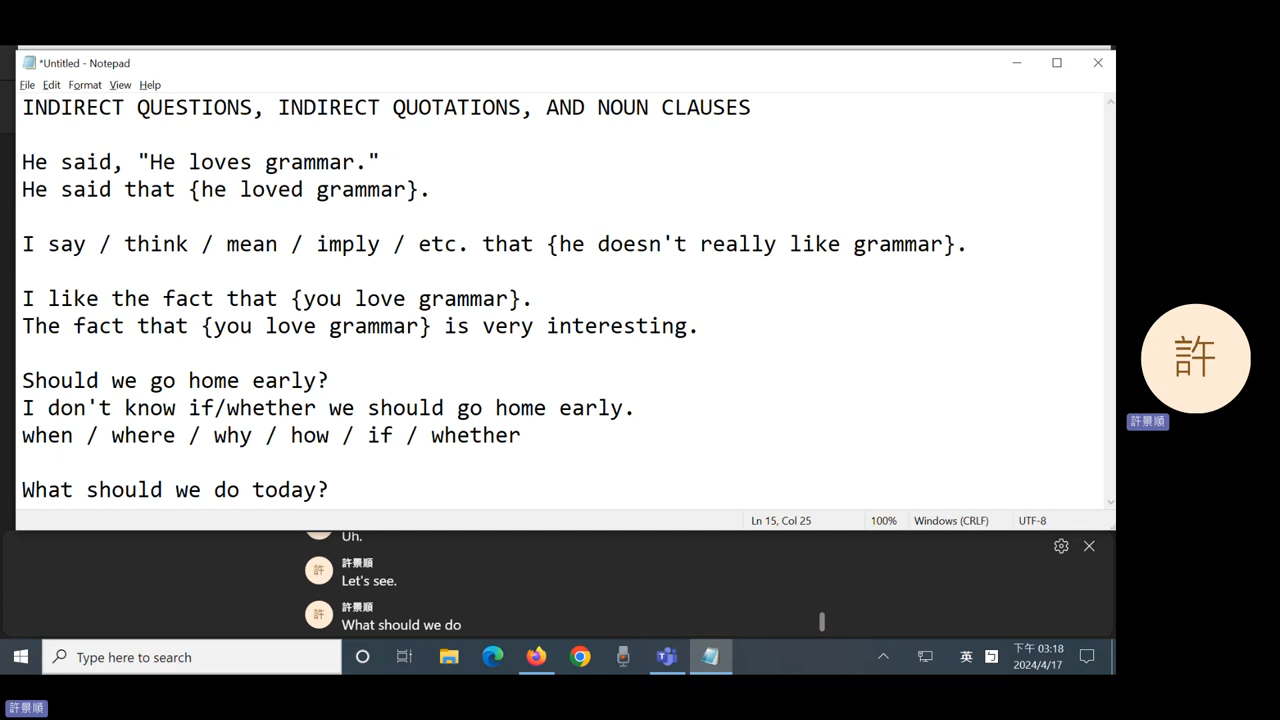 *Untitled - Notepad
File Edit Format View Help
INDIRECT QUESTIONS, INDIRECT QUOTATIONS, AND NOUN CLAUSES
He said, "He loves grammar."
He said that {he loved grammar}.
I say / think / mean / imply / etc. that {he doesn't really like grammar}.
I like the fact that {you love grammar}.
The fact that {you love grammar} is very interesting.
Should we go home early?
I don't know if/whether we should go home early.
when / where / why / how / if / whether
What should we do today?
Ln 15, Col 25 100% Windows (CRLF) UTF-8
Uh.
許景順
許
Let's see.
許景順
許
What should we do
許
許景順
Type here to search
英
下午 03:18
2024/4/17
許景順